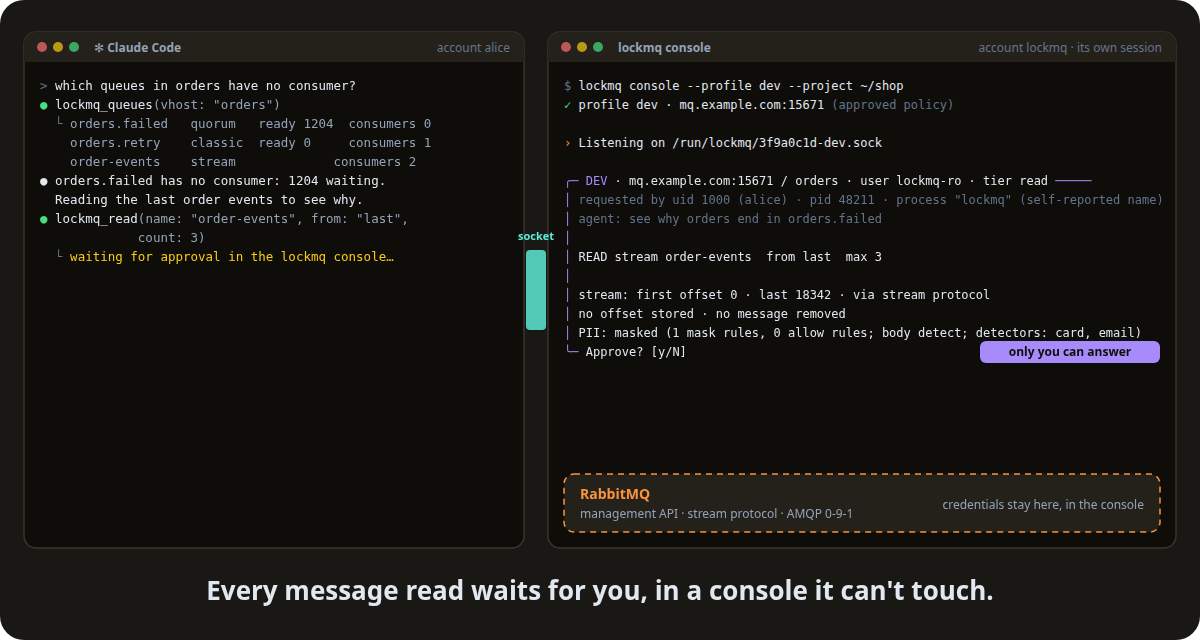 ✻ Claude Code
account alice
> which queues in orders have no consumer?
● lockmq_queues(vhost: "orders")
└ orders.failed quorum ready 1204 consumers 0
orders.retry classic ready 0 consumers 1
order-events stream consumers 2
● orders.failed has no consumer: 1204 waiting.
Reading the last order events to see why.
● lockmq_read(name: "order-events", from: "last",
count: 3)
└ waiting for approval in the lockmq console…
socket
lockmq console
account lockmq · its own session
$ lockmq console --profile dev --project ~/shop
✓ profile dev · mq.example.com:15671 (approved policy)
› Listening on /run/lockmq/3f9a0c1d-dev.sock
╭─ DEV · mq.example.com:15671 / orders · user lockmq-ro · tier read ─────
│ requested by uid 1000 (alice) · pid 48211 · process "lockmq" (self-reported name)
│ agent: see why orders end in orders.failed
│
│ READ stream order-events from last max 3
│
│ stream: first offset 0 · last 18342 · via stream protocol
│ no offset stored · no message removed
│ PII: masked (1 mask rules, 0 allow rules; body detect; detectors: card, email)
╰─ Approve? [y/N]
only you can answer
RabbitMQ
management API · stream protocol · AMQP 0-9-1
credentials stay here, in the console
Every message read waits for you, in a console it can't touch.